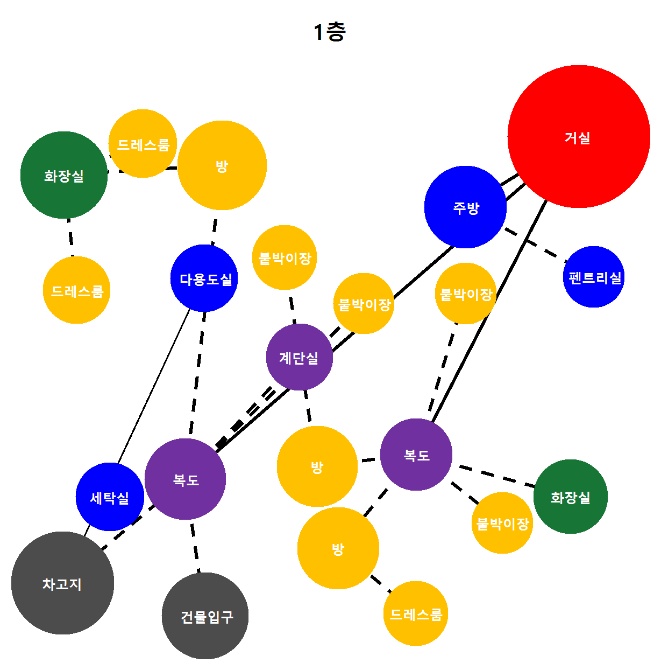 1층
거실
드레스룸
방
화장실
주방
붙박이장
펜트리실
다용도실
드레스룸
붙박이장
붙박이장
계단실
복도
방
복도
세탁실
화장실
붙박이장
방
차고지
건물입구
드레스룸